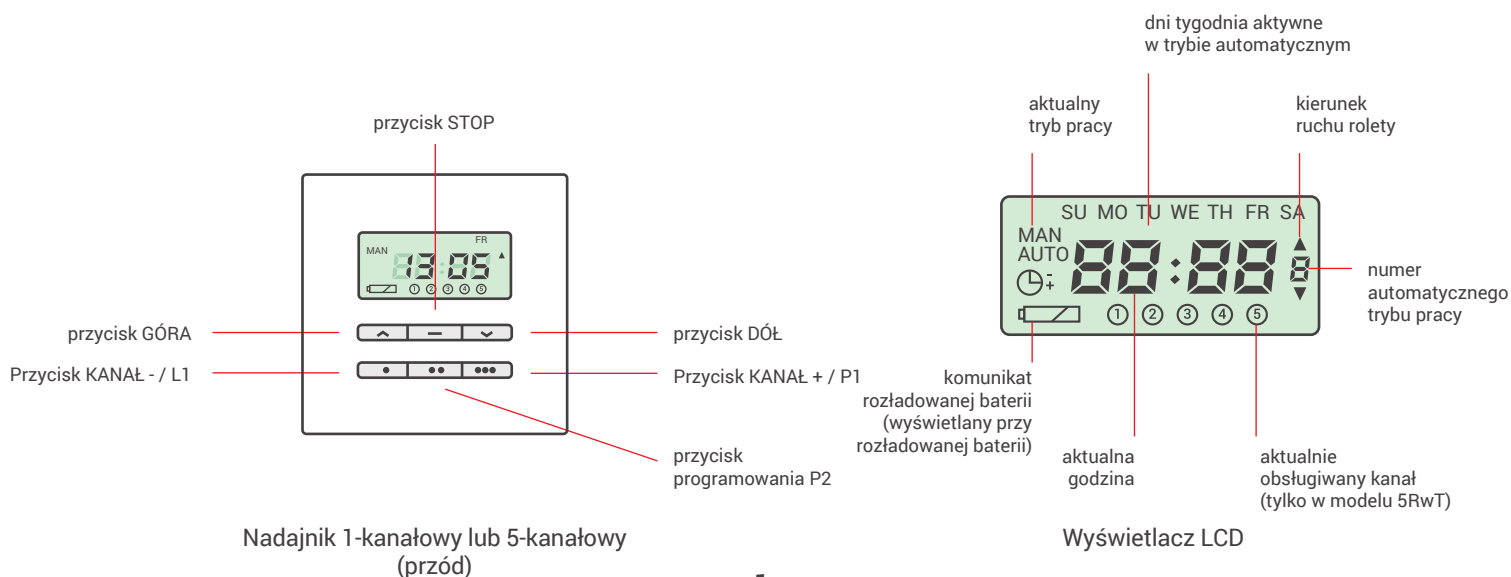 dni tygodnia aktywne
w trybie automatycznym
aktualny
tryb pracy
kierunek
ruchu rolety
przycisk STOP
SU MO TU WE TH FR SA
MAN
AUTO
88:88
8
- +
1 2 3 4 5
FR
MAN
13:05
1 2 3 4 5
numer
automatycznego
trybu pracy
przycisk GÓRA
przycisk DÓŁ
Przycisk KANAŁ - / L1
Przycisk KANAŁ + / P1
komunikat
rozładowanej baterii
(wyświetlany przy
rozładowanej baterii)
aktualna
godzina
aktualnie
obsługiwany kanał
(tylko w modelu 5RwT)
przycisk
programowania P2
Nadajnik 1-kanałowy lub 5-kanałowy
(przód)
Wyświetlacz LCD